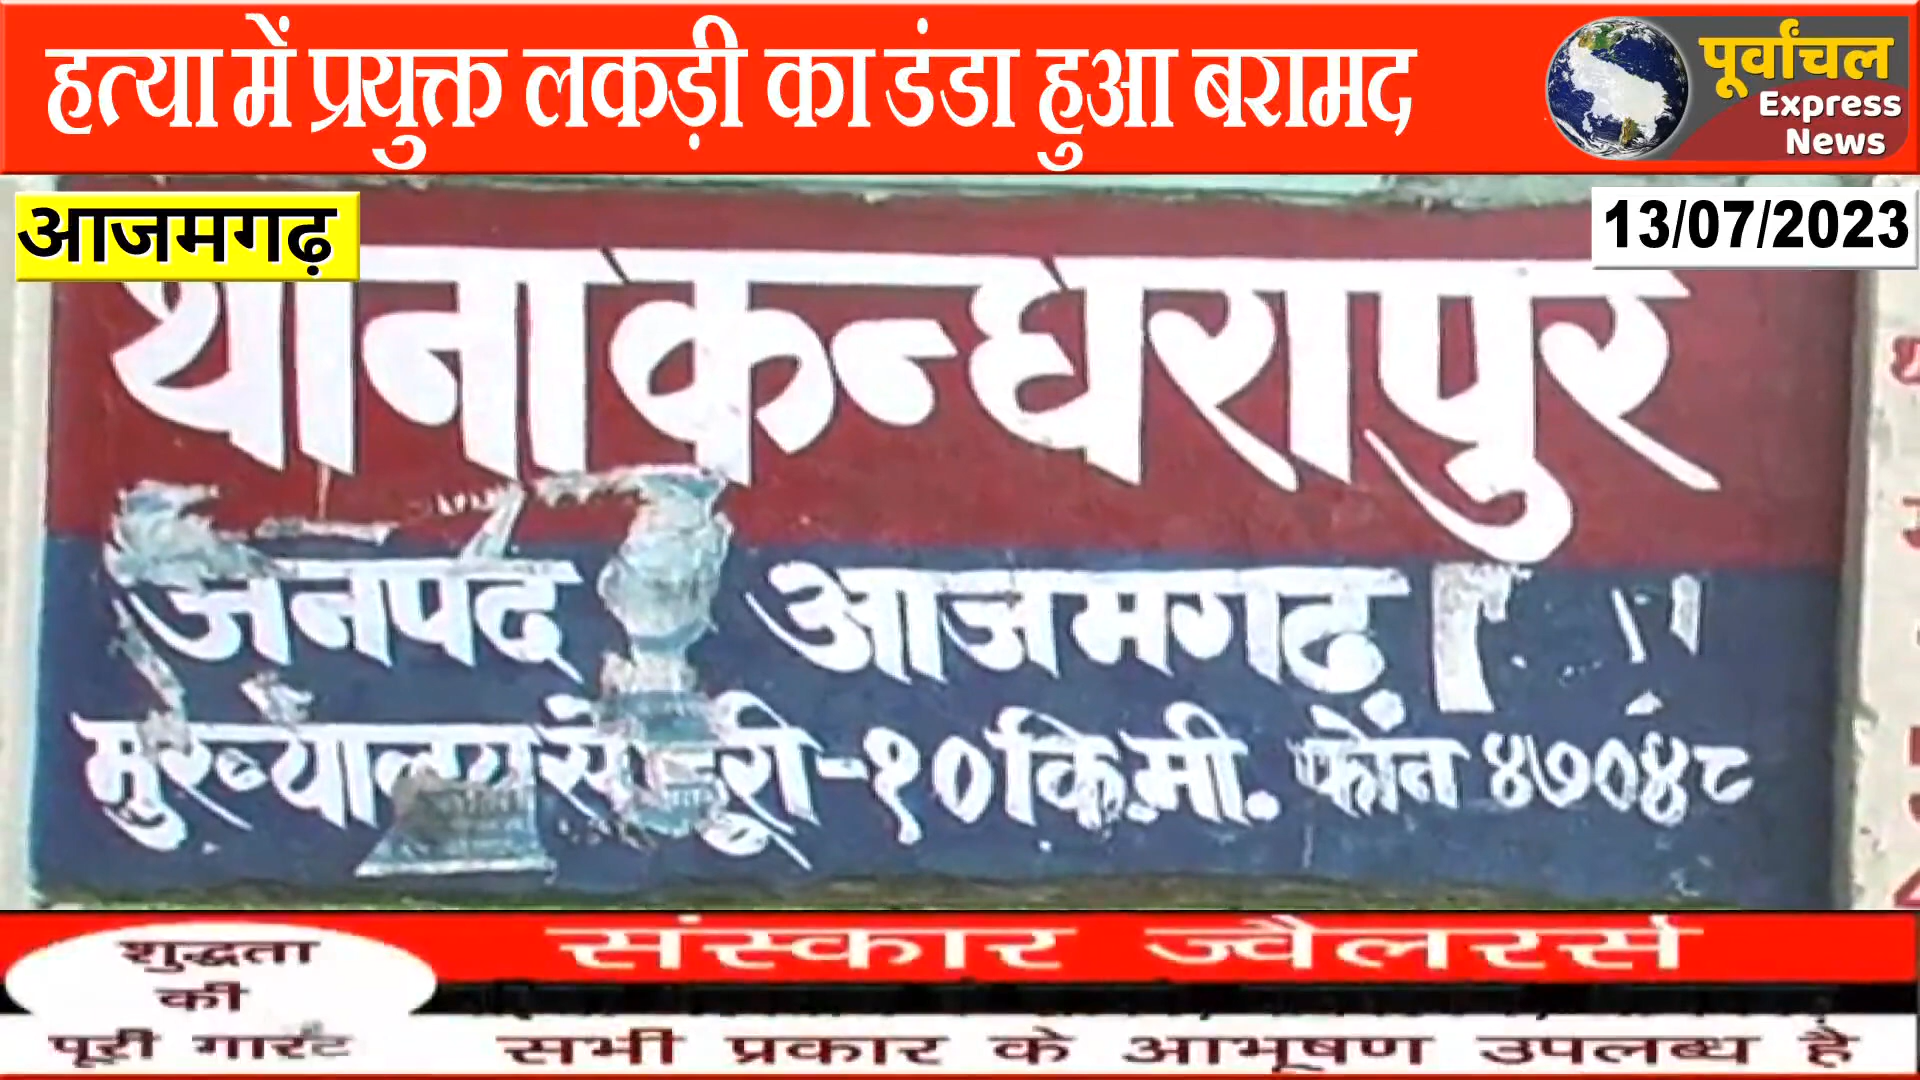 हत्या में प्रयुक्त लकड़ी का डंडा हुआ बरामद
पूर्वांचल
Express
News
आजमगढ़
13/07/2023
थानाकन्धरापुर
जनपद आजमगढ़
मुख्यालय से दूरी-१० कि.मी. फोन ४७०४८
शुद्धता
की
पूरी गारंट
संस्कार ज्वैलरर्स
सभी प्रकार के आभूषण उपलब्ध है